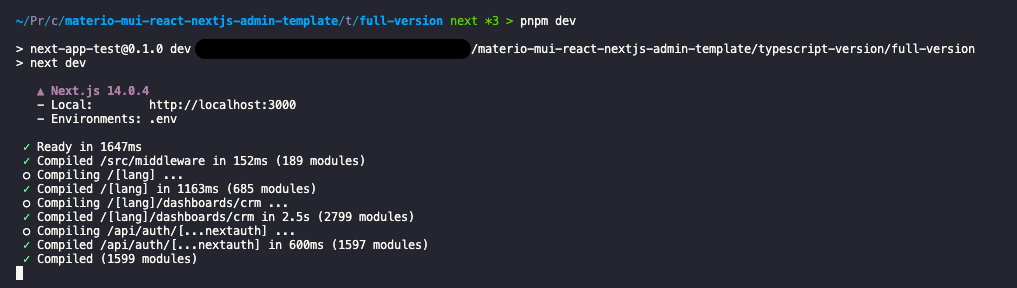 ~/Pr/c/materio-mui-react-nextjs-admin-template/t/full-version next *3 > pnpm dev
> next-app-test@0.1.0 dev /materio-mui-react-nextjs-admin-template/typescript-version/full-version
> next dev
▲ Next.js 14.0.4
- Local: http://localhost:3000
- Environments: .env
✓ Ready in 1647ms
✓ Compiled /src/middleware in 152ms (189 modules)
○ Compiling /[lang] ...
✓ Compiled /[lang] in 1163ms (685 modules)
○ Compiling /[lang]/dashboards/crm ...
✓ Compiled /[lang]/dashboards/crm in 2.5s (2799 modules)
○ Compiling /api/auth/[...nextauth] ...
✓ Compiled /api/auth/[...nextauth] in 600ms (1597 modules)
✓ Compiled (1599 modules)